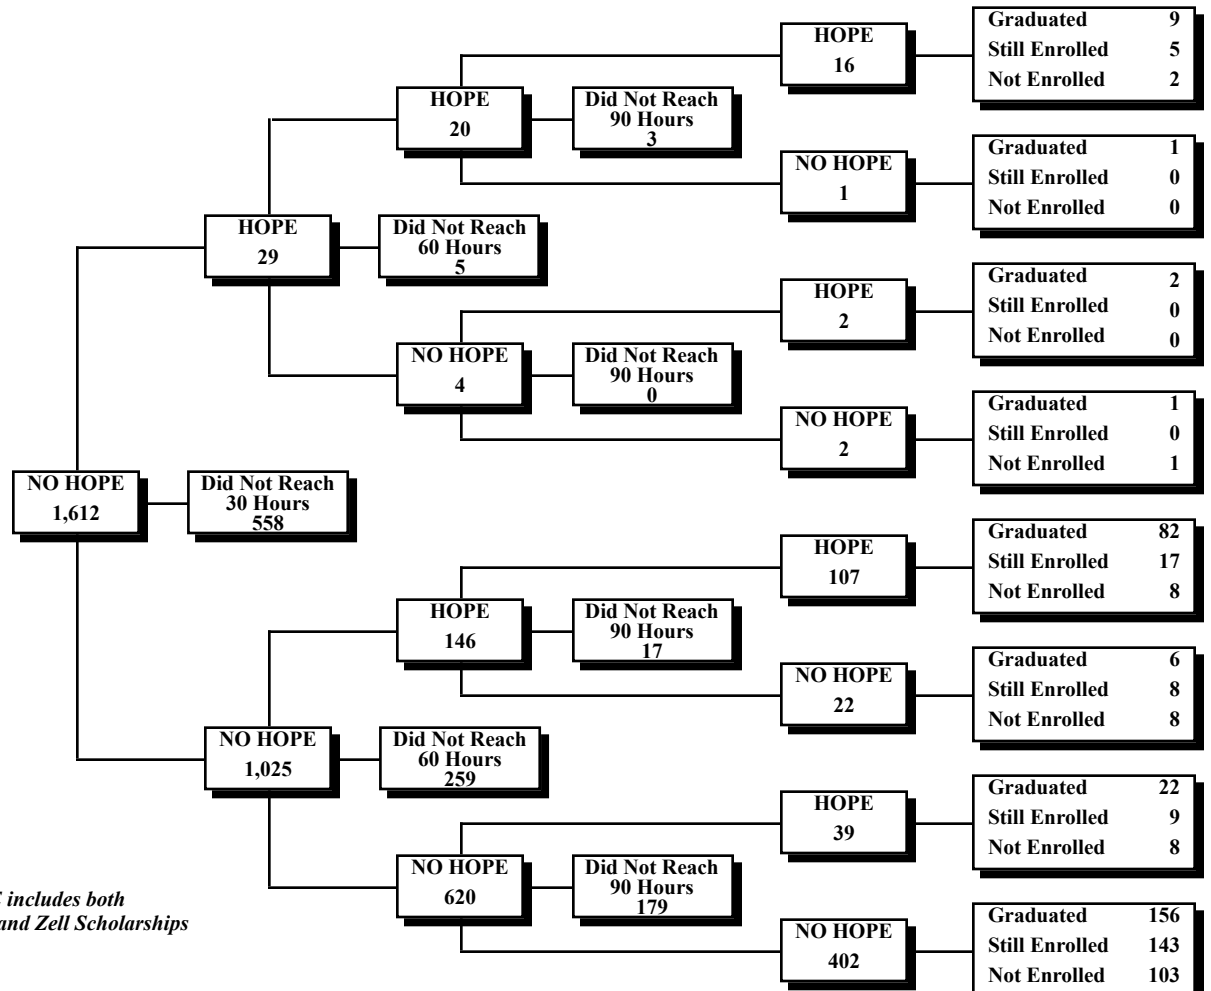 HOPE
16
Graduated 9
Still Enrolled 5
Not Enrolled 2
HOPE
20
Did Not Reach
90 Hours
3
NO HOPE
1
Graduated 1
Still Enrolled 0
Not Enrolled 0
HOPE
29
Did Not Reach
60 Hours
5
HOPE
2
Graduated 2
Still Enrolled 0
Not Enrolled 0
NO HOPE
4
Did Not Reach
90 Hours
0
NO HOPE
2
Graduated 1
Still Enrolled 0
Not Enrolled 1
NO HOPE
1,612
Did Not Reach
30 Hours
558
HOPE
107
Graduated 82
Still Enrolled 17
Not Enrolled 8
HOPE
146
Did Not Reach
90 Hours
17
NO HOPE
22
Graduated 6
Still Enrolled 8
Not Enrolled 8
NO HOPE
1,025
Did Not Reach
60 Hours
259
HOPE
39
Graduated 22
Still Enrolled 9
Not Enrolled 8
NO HOPE
620
Did Not Reach
90 Hours
179
NO HOPE
402
Graduated 156
Still Enrolled 143
Not Enrolled 103
includes both
and Zell Scholarships